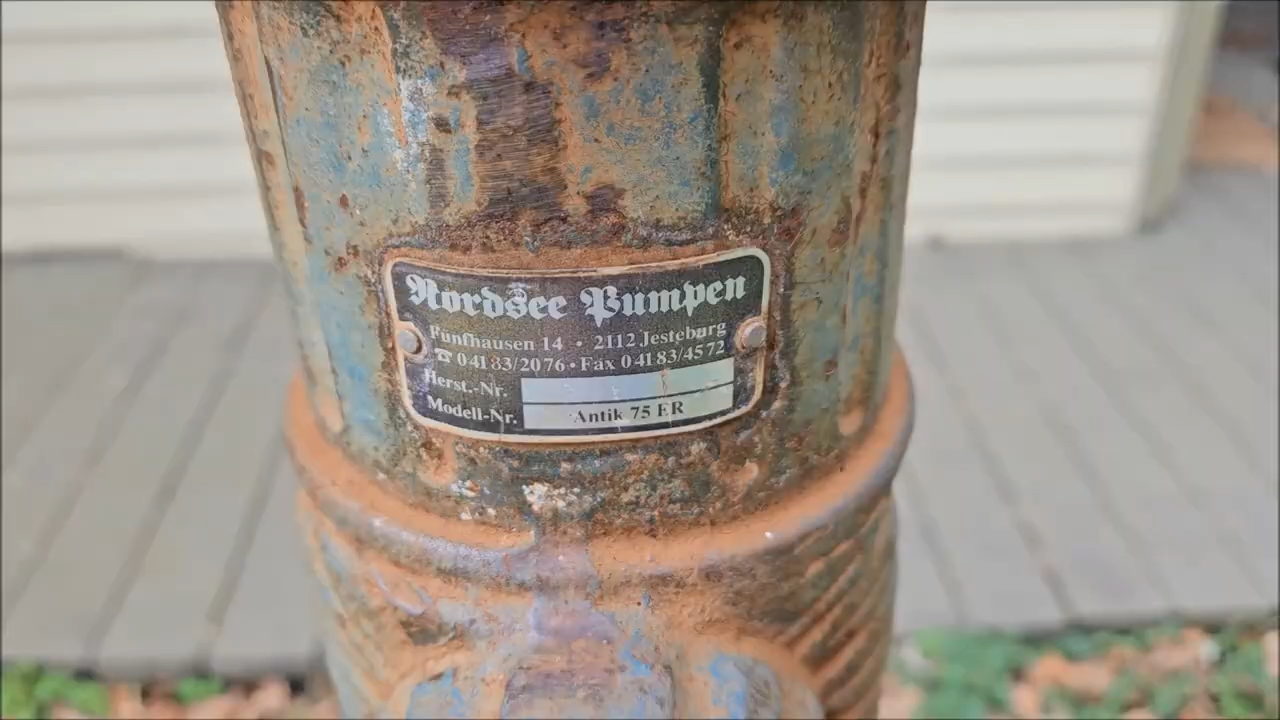 Nordsee Pumpen
Fünfhausen 14 • 2112 Jesteburg
☎ 04183/2076 • Fax 04183/4572
Herst.-Nr.
Modell-Nr. Antik 75 ER